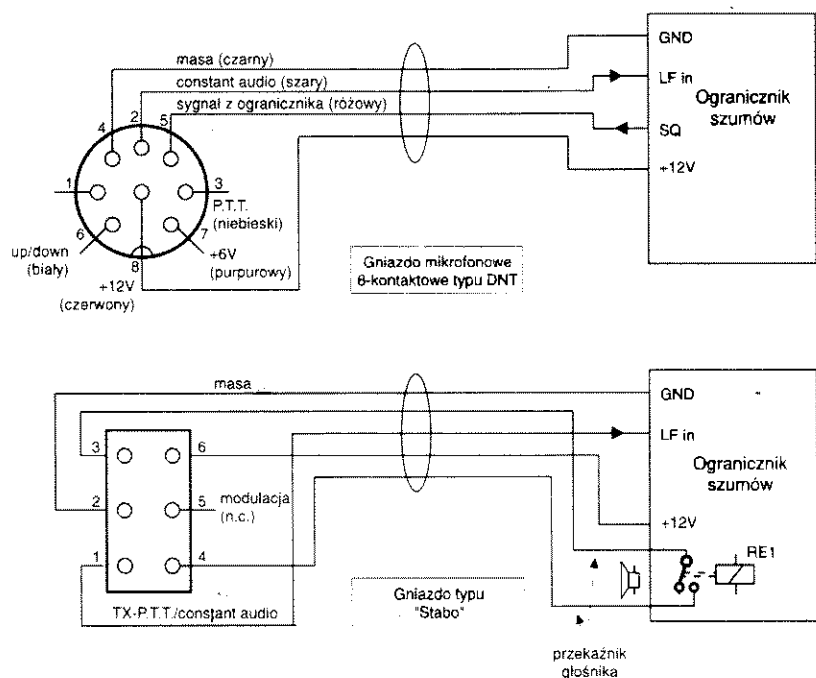 masa (czarny)
constant audio (szary)
sygnał z ogranicznika (różowy)
4
2
5
1
3
P.T.T.
(niebieski)
6
7
up/down
(biały)
8
+6V
(purpurowy)
+12V
(czerwony)
Gniazdo mikrofonowe
8-kontaktowe typu DNT
GND
LF in
Ogranicznik
szumów
SQ
+12V
masa
3
6
2
5
modulacja
(n.c.)
1
4
TX-P.T.T./constant audio
Gniazdo typu
"Stabo"
GND
LF in
Ogranicznik
szumów
+12V
RE1
przekaźnik
głośnika